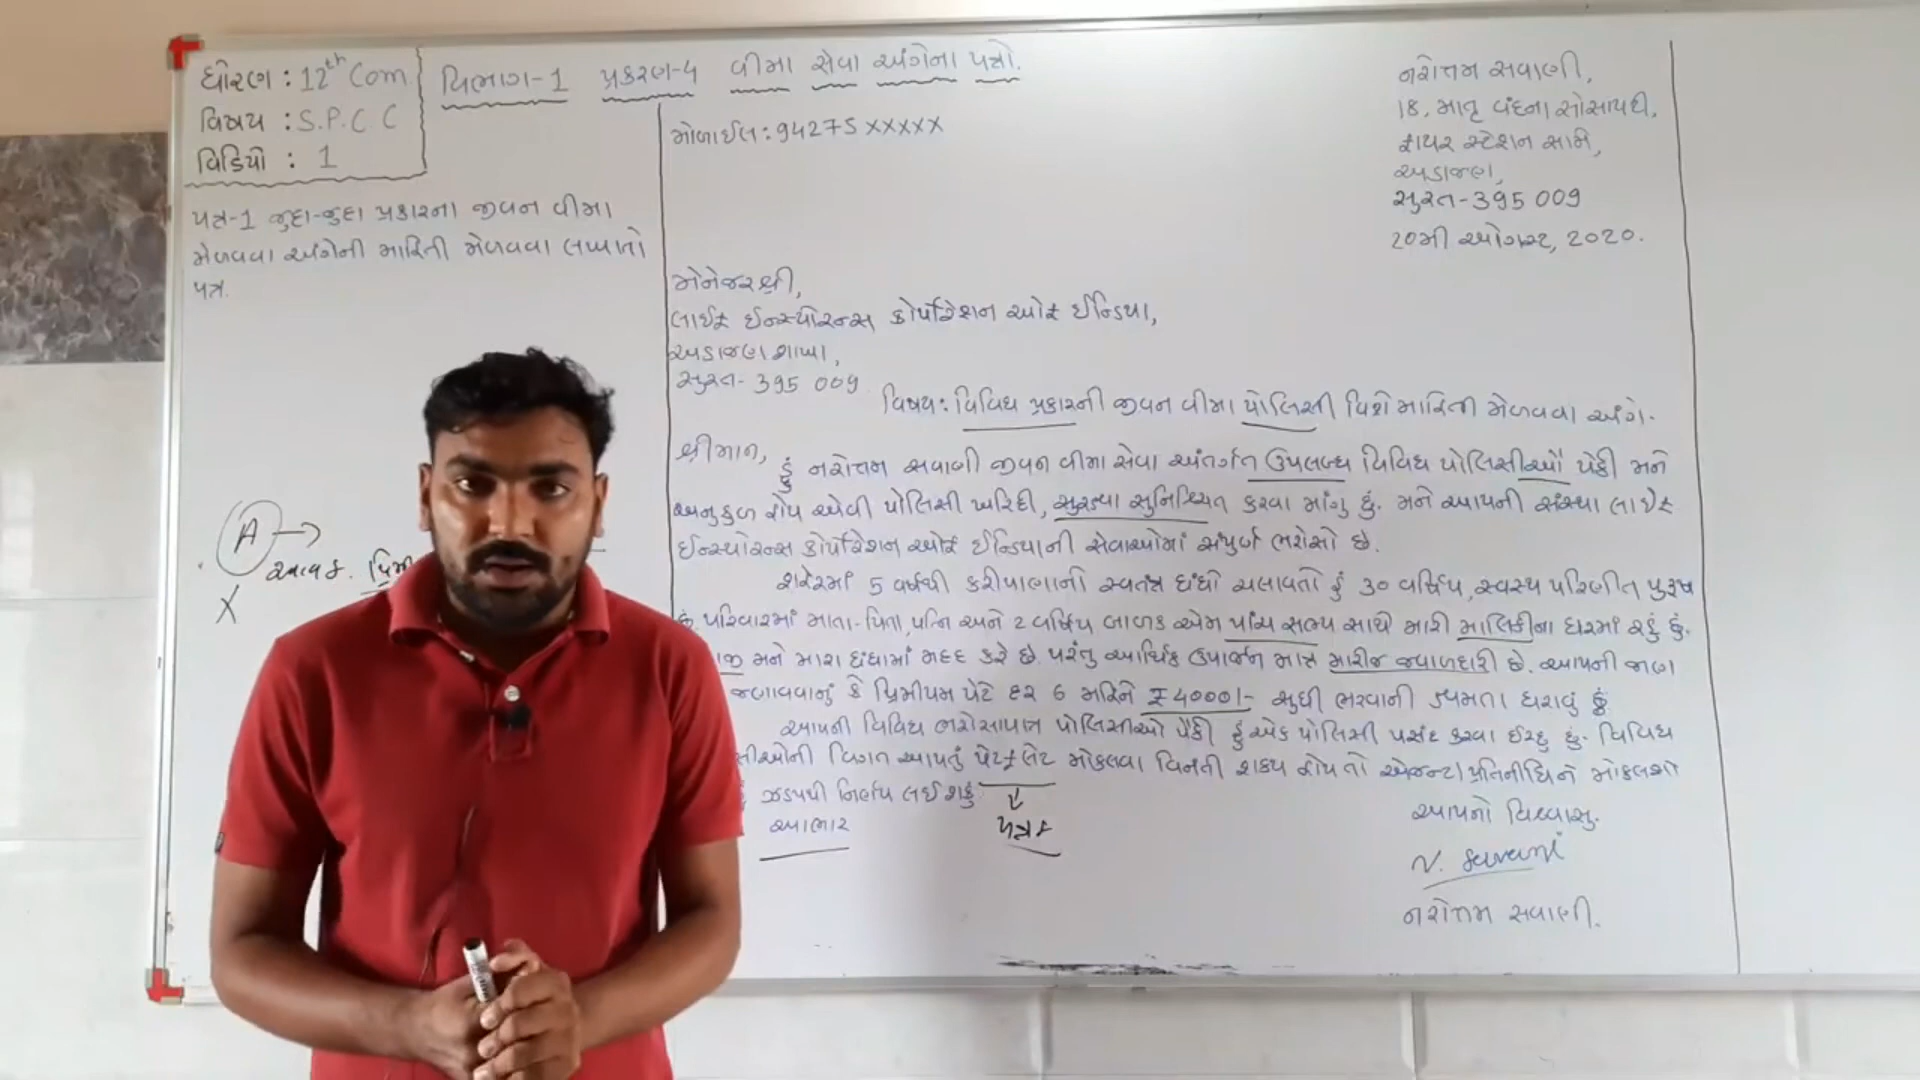 ધોરણ : 12th Com
વિષય : S.P.C C
વિડિયો : 1
વિભાગ-1 પ્રકરણ-4 વીમા સેવા અંગેના પત્રો.
પત્ર-1 જુદા-જુદા પ્રકારના જીવન વીમા
મેળવવા અંગેની માહિતી મેળવવા લખાતો
પત્ર.
A →
આવક.
X
મોબાઈલ : 94275 xxxxx
નરોત્તમ સવાણી,
18, માતૃ વંદના સોસાયટી,
ફાયર સ્ટેશન સામે,
અડાજણ,
સુરત-395 009
20મી ઓગસ્ટ, 2020.
મેનેજરશ્રી,
લાઈફ ઈન્સ્યોરન્સ કોર્પોરેશન ઓફ ઈન્ડિયા,
અડાજણ શાખા,
સુરત- 395 009
વિષય: વિવિધ પ્રકારની જીવન વીમા પોલિસી વિશે માહિતી મેળવવા અંગે.
શ્રીમાન,
હું નરોત્તમ સવાણી જીવન વીમા સેવા અંતર્ગત ઉપલબ્ધ વિવિધ પોલિસીઓ પૈકી મને
અનુકુળ હોય એવી પોલિસી ખરિદી, સુરક્ષા સુનિશ્ચિત કરવા માંગુ છું. મને આપની સંસ્થા લાઈફ
ઈન્સ્યોરન્સ કોર્પોરેશન ઓફ ઈન્ડિયાની સેવાઓમાં સંપુર્ણ ભરોસો છે.
શહેરમાં 5 વર્ષથી કરીયાણાનો સ્વતંત્ર ધંધો ચલાવતો હું 30 વર્ષિય, સ્વસ્થ પરિણીત પુરૂષ
છું. પરિવારમાં માતા-પિતા, પત્નિ અને 2 વર્ષિય બાળક એમ પાંચ સભ્ય સાથે મારી માલિકીના ઘરમાં રહું છું.
મને મારા ધંધામાં મદદ કરે છે. પરંતુ આર્થિક ઉપાર્જન માત્ર મારીજ જવાબદારી છે. આપની જાણ
જણાવવાનું કે પ્રિમીયમ પેટે દર 6 મહિને ₹ 4000/- સુધી ભરવાની ક્ષમતા ધરાવું છું
આપની વિવિધ ભરોસાપાત્ર પોલિસીઓ પૈકી હું એક પોલિસી પસંદ કરવા ઈચ્છુ છું. વિવિધ
સીઓની વિગત આપતું પેટફ્લેટ મોકલવા વિનંતી શક્ય હોય તો એજન્ટ/પ્રતિનીધિને મોકલશો
ઝડપથી નિર્ણય લઈ શકું
આભાર
આપનો વિશ્વાસુ.
N. Savani
નરોત્તમ સવાણી.